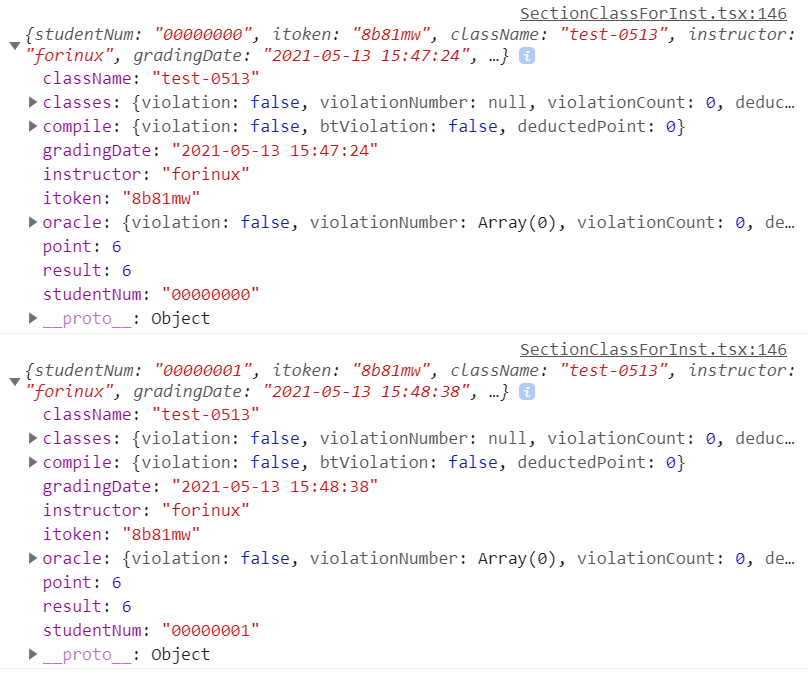 SectionClassForInst.tsx:146
{studentNum: "00000000", itoken: "8b81mw", className: "test-0513", instructor:
"forinux", gradingDate: "2021-05-13 15:47:24", …} i
className: "test-0513"
classes: {violation: false, violationNumber: null, violationCount: 0, deduc…
compile: {violation: false, btViolation: false, deductedPoint: 0}
gradingDate: "2021-05-13 15:47:24"
instructor: "forinux"
itoken: "8b81mw"
oracle: {violation: false, violationNumber: Array(0), violationCount: 0, de…
point: 6
result: 6
studentNum: "00000000"
__proto__: Object
SectionClassForInst.tsx:146
{studentNum: "00000001", itoken: "8b81mw", className: "test-0513", instructor:
"forinux", gradingDate: "2021-05-13 15:48:38", …} i
className: "test-0513"
classes: {violation: false, violationNumber: null, violationCount: 0, deduc…
compile: {violation: false, btViolation: false, deductedPoint: 0}
gradingDate: "2021-05-13 15:48:38"
instructor: "forinux"
itoken: "8b81mw"
oracle: {violation: false, violationNumber: Array(0), violationCount: 0, de…
point: 6
result: 6
studentNum: "00000001"
__proto__: Object